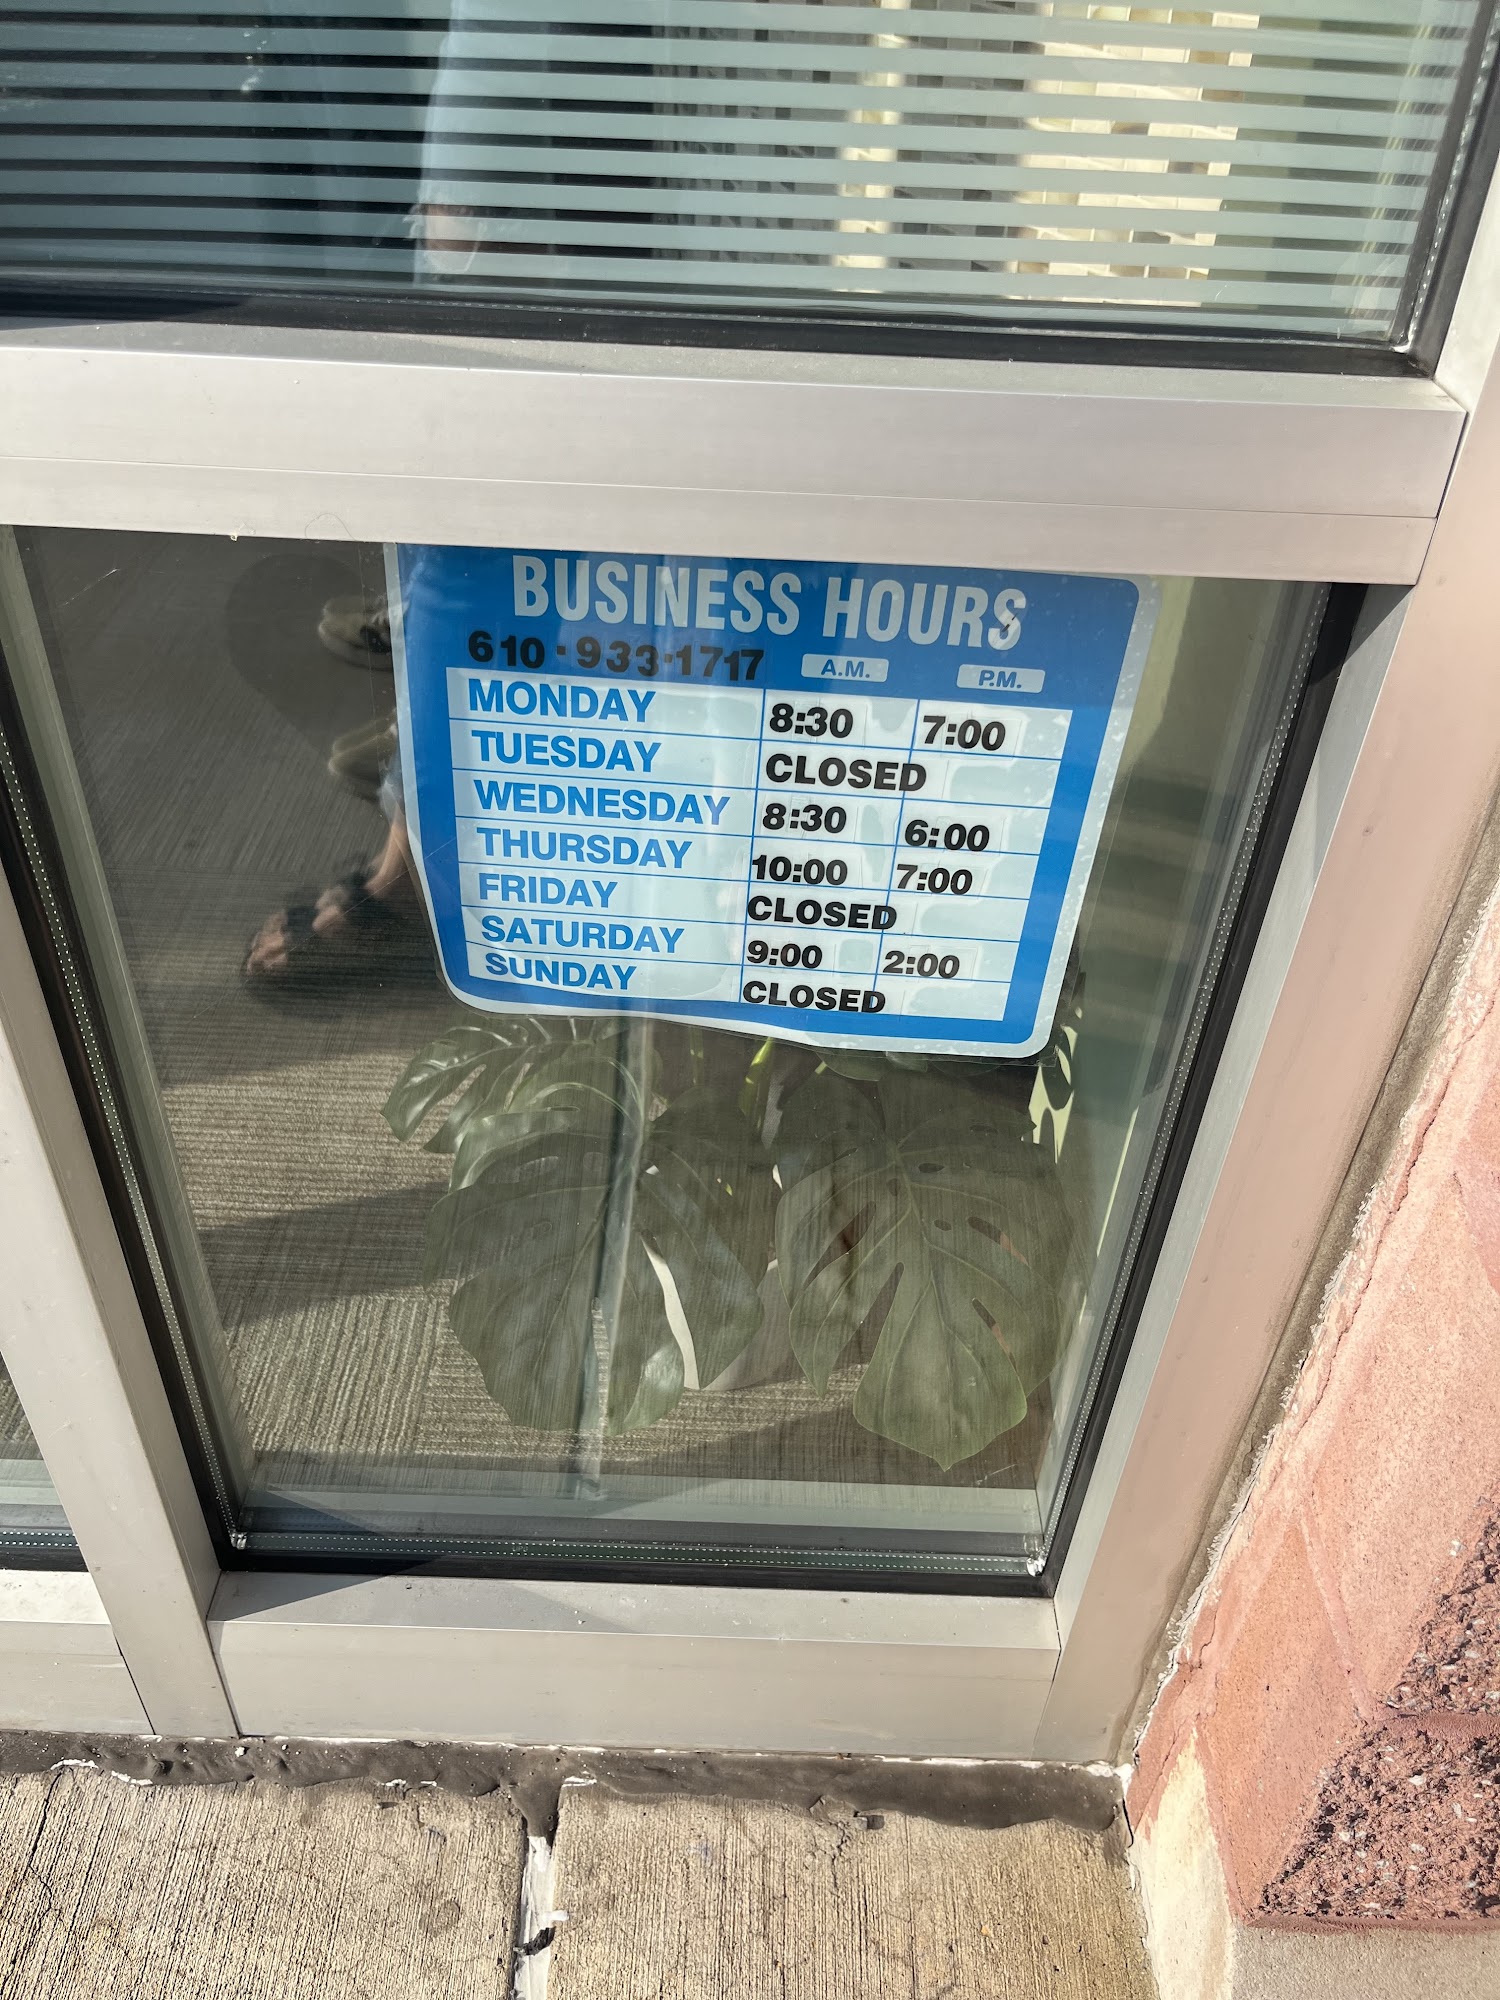 BUSINESS HOURS
610·933·1717 A.M. P.M.
MONDAY 8:30 7:00
TUESDAY CLOSED
WEDNESDAY 8:30 6:00
THURSDAY 10:00 7:00
FRIDAY CLOSED
SATURDAY 9:00 2:00
SUNDAY CLOSED